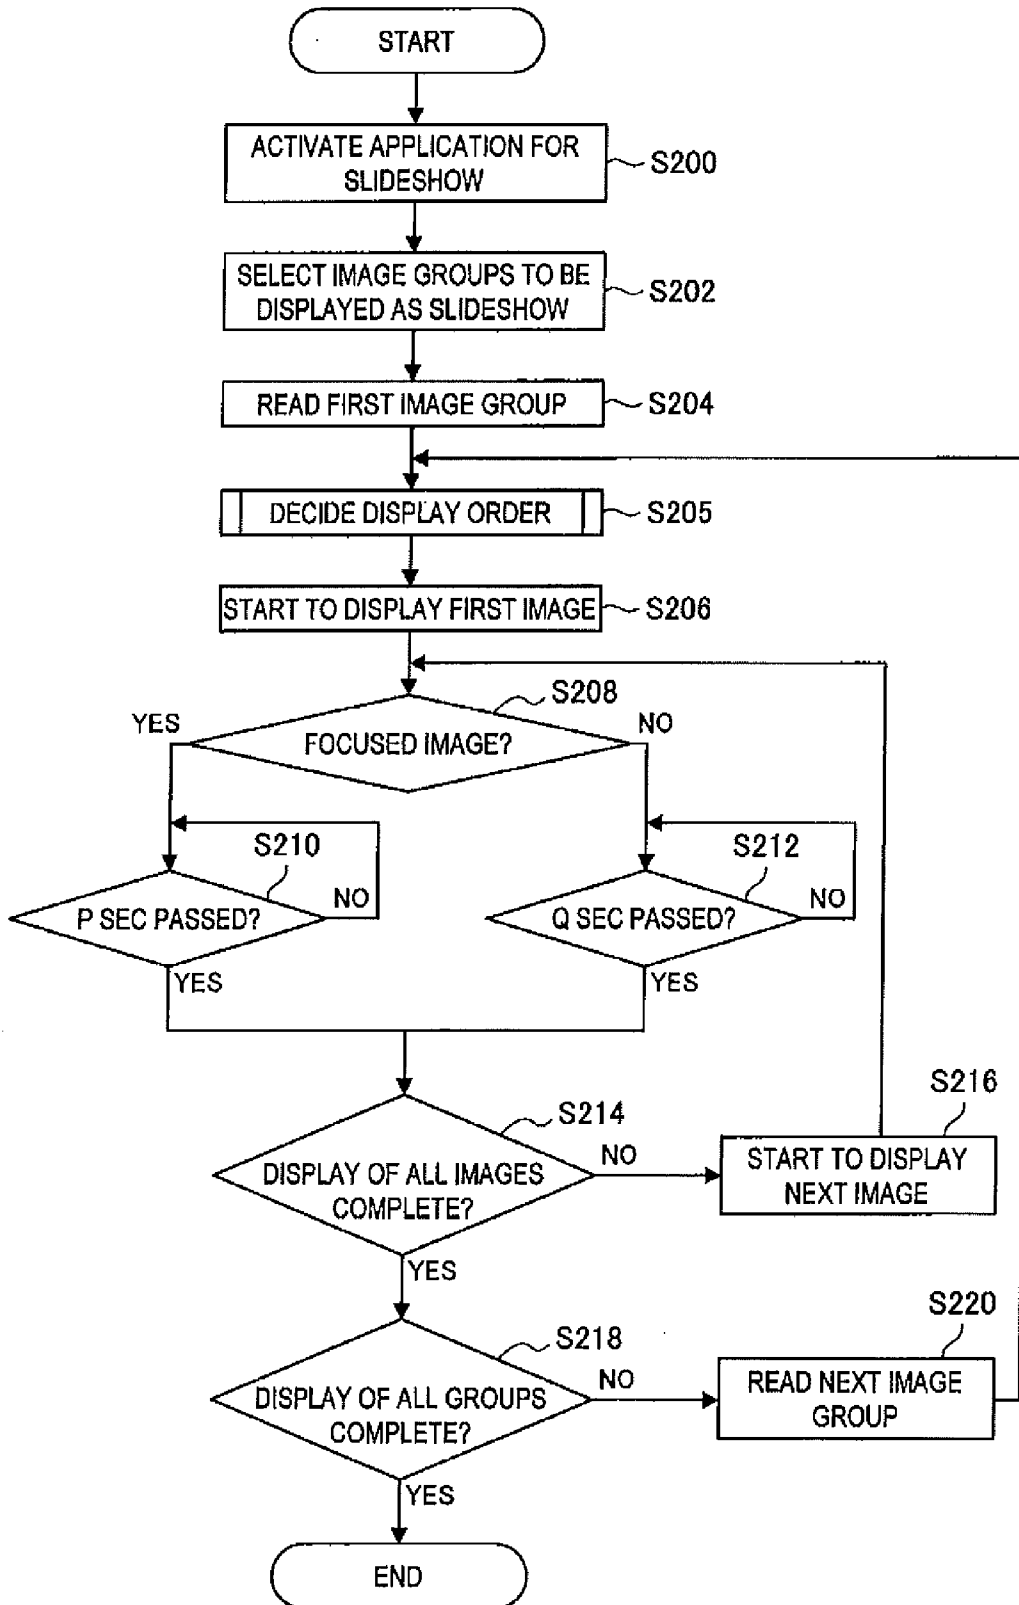 START
ACTIVATE APPLICATION FOR
SLIDESHOW
S200
SELECT IMAGE GROUPS TO BE
DISPLAYED AS SLIDESHOW
S202
READ FIRST IMAGE GROUP
S204
DECIDE DISPLAY ORDER
S205
START TO DISPLAY FIRST IMAGE
S206
S208
YES
FOCUSED IMAGE?
NO
S210
P SEC PASSED?
NO
YES
S212
Q SEC PASSED?
NO
YES
S214
DISPLAY OF ALL IMAGES
COMPLETE?
NO
YES
S216
START TO DISPLAY
NEXT IMAGE
S218
DISPLAY OF ALL GROUPS
COMPLETE?
NO
YES
S220
READ NEXT IMAGE
GROUP
END